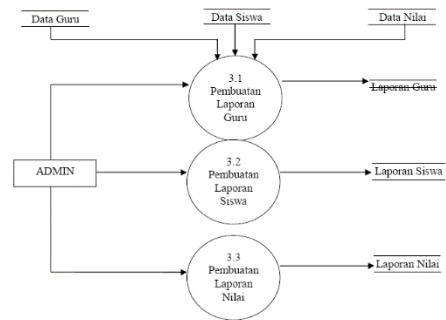 Data Guru
Data Siswa
Data Nilai
3.1
Pembuatan
Laporan
Guru
Laporan Guru
ADMIN
3.2
Pembuatan
Laporan
Siswa
Laporan Siswa
3.3
Pembuatan
Laporan
Nilai
Laporan Nilai